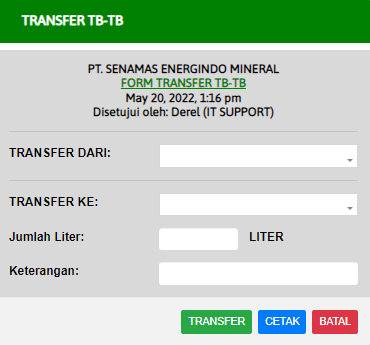 TRANSFER TB-TB
PT. SENAMAS ENERGINDO MINERAL
FORM TRANSFER TB-TB
May 20, 2022, 1:16 pm
Disetujui oleh: Derel (IT SUPPORT)
TRANSFER DARI:
TRANSFER KE:
Jumlah Liter: LITER
Keterangan:
TRANSFER CETAK BATAL